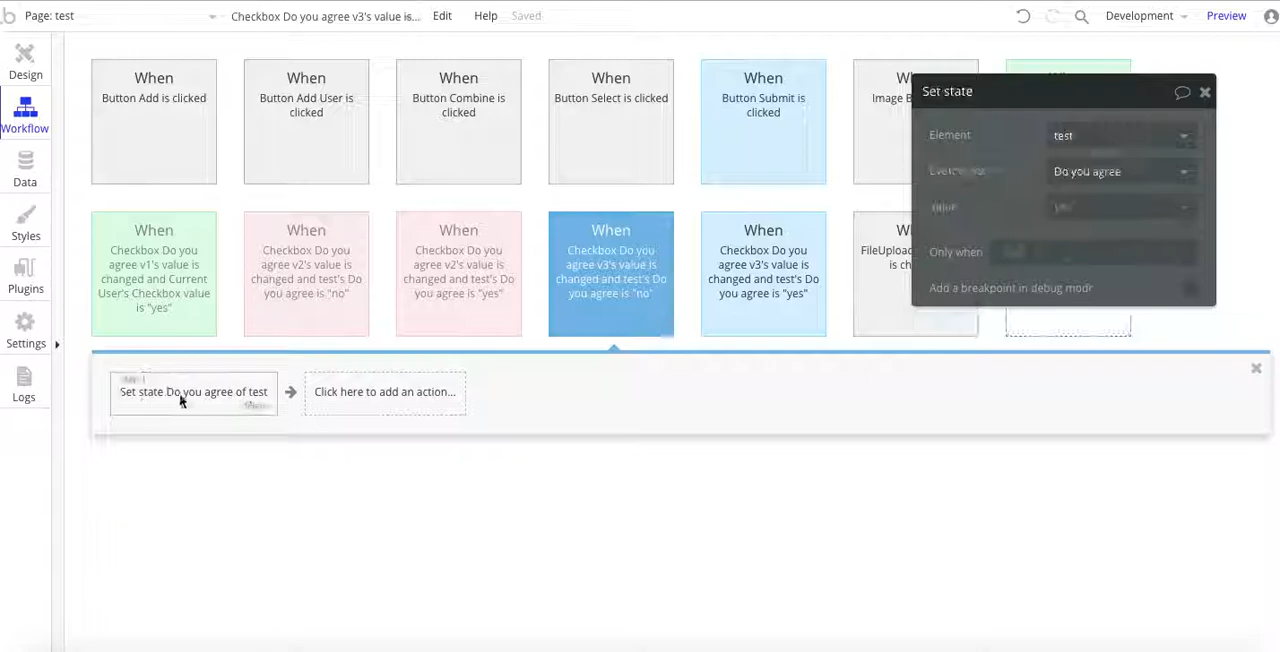 Page: test
Checkbox Do you agree v3's value is...
Edit
Help
Saved
Development
Preview
Design
Workflow
Data
Styles
Plugins
Settings
Logs
When
Button Add is clicked
When
Button Add User is
clicked
When
Button Combine is
clicked
When
Button Select is clicked
When
Button Submit is
clicked
Image
When
Checkbox Do you
agree v1's value is
changed and Current
User's Checkbox value
is "yes"
When
Checkbox Do you
agree v2's value is
changed and test's Do
you agree is "no"
When
Checkbox Do you
agree v2's value is
changed and test's Do
you agree is "yes"
When
Checkbox Do you
agree v3's value is
changed and test's Do
you agree is "no"
When
Checkbox Do you
agree v3's value is
changed and test's Do
you agree is "yes"
is
Set state
Element
test
Do you agree
yes
Only when
Add a breakpoint in debug
Set state Do you agree of test
Click here to add an action...